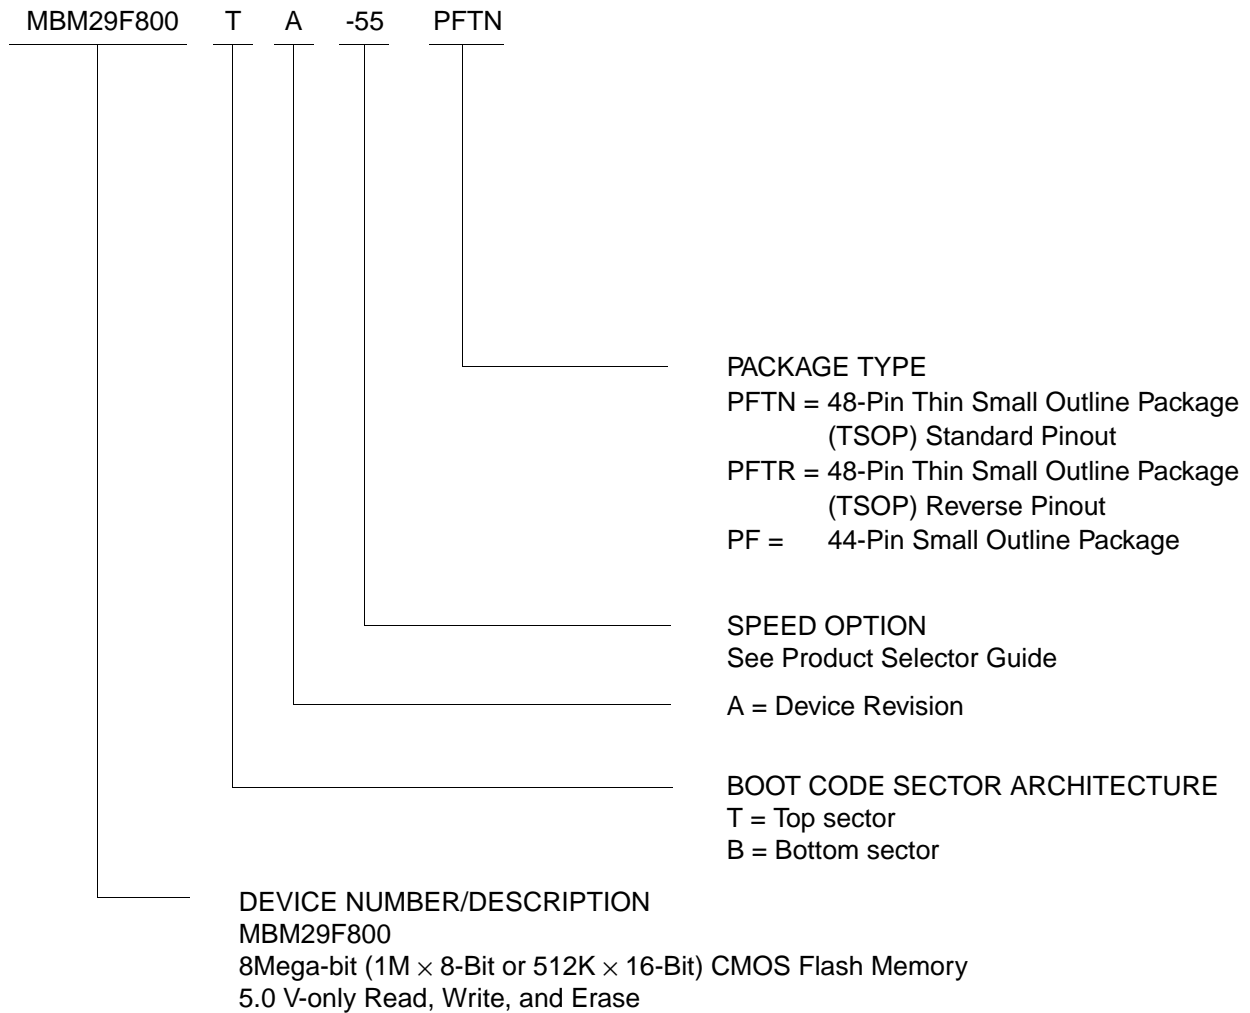 MBM29F800 T A -55 PFTN
PACKAGE TYPE
PFTN = 48-Pin Thin Small Outline Package
(TSOP) Standard Pinout
PFTR = 48-Pin Thin Small Outline Package
(TSOP) Reverse Pinout
PF = 44-Pin Small Outline Package
SPEED OPTION
See Product Selector Guide
A = Device Revision
BOOT CODE SECTOR ARCHITECTURE
T = Top sector
B = Bottom sector
DEVICE NUMBER/DESCRIPTION
MBM29F800
8Mega-bit (1M × 8-Bit or 512K × 16-Bit) CMOS Flash Memory
5.0 V-only Read, Write, and Erase